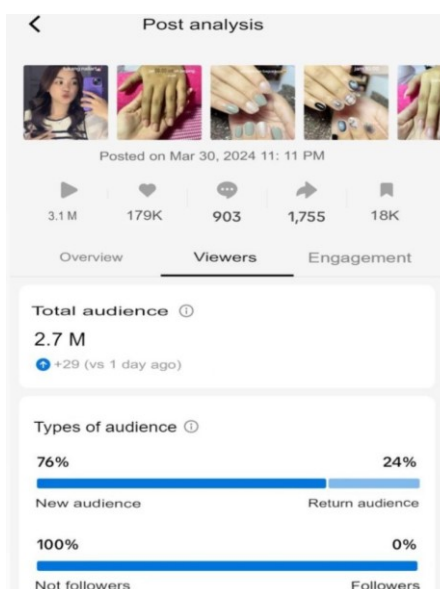 Post analysis
Posted on Mar 30, 2024 11: 11 PM
3.1 M 179K 903 1,755 18K
Overview Viewers Engagement
Total audience
2.7 M
+29 (vs 1 day ago)
Types of audience
76% 24%
New audience Return audience
100% 0%
Not followers Followers